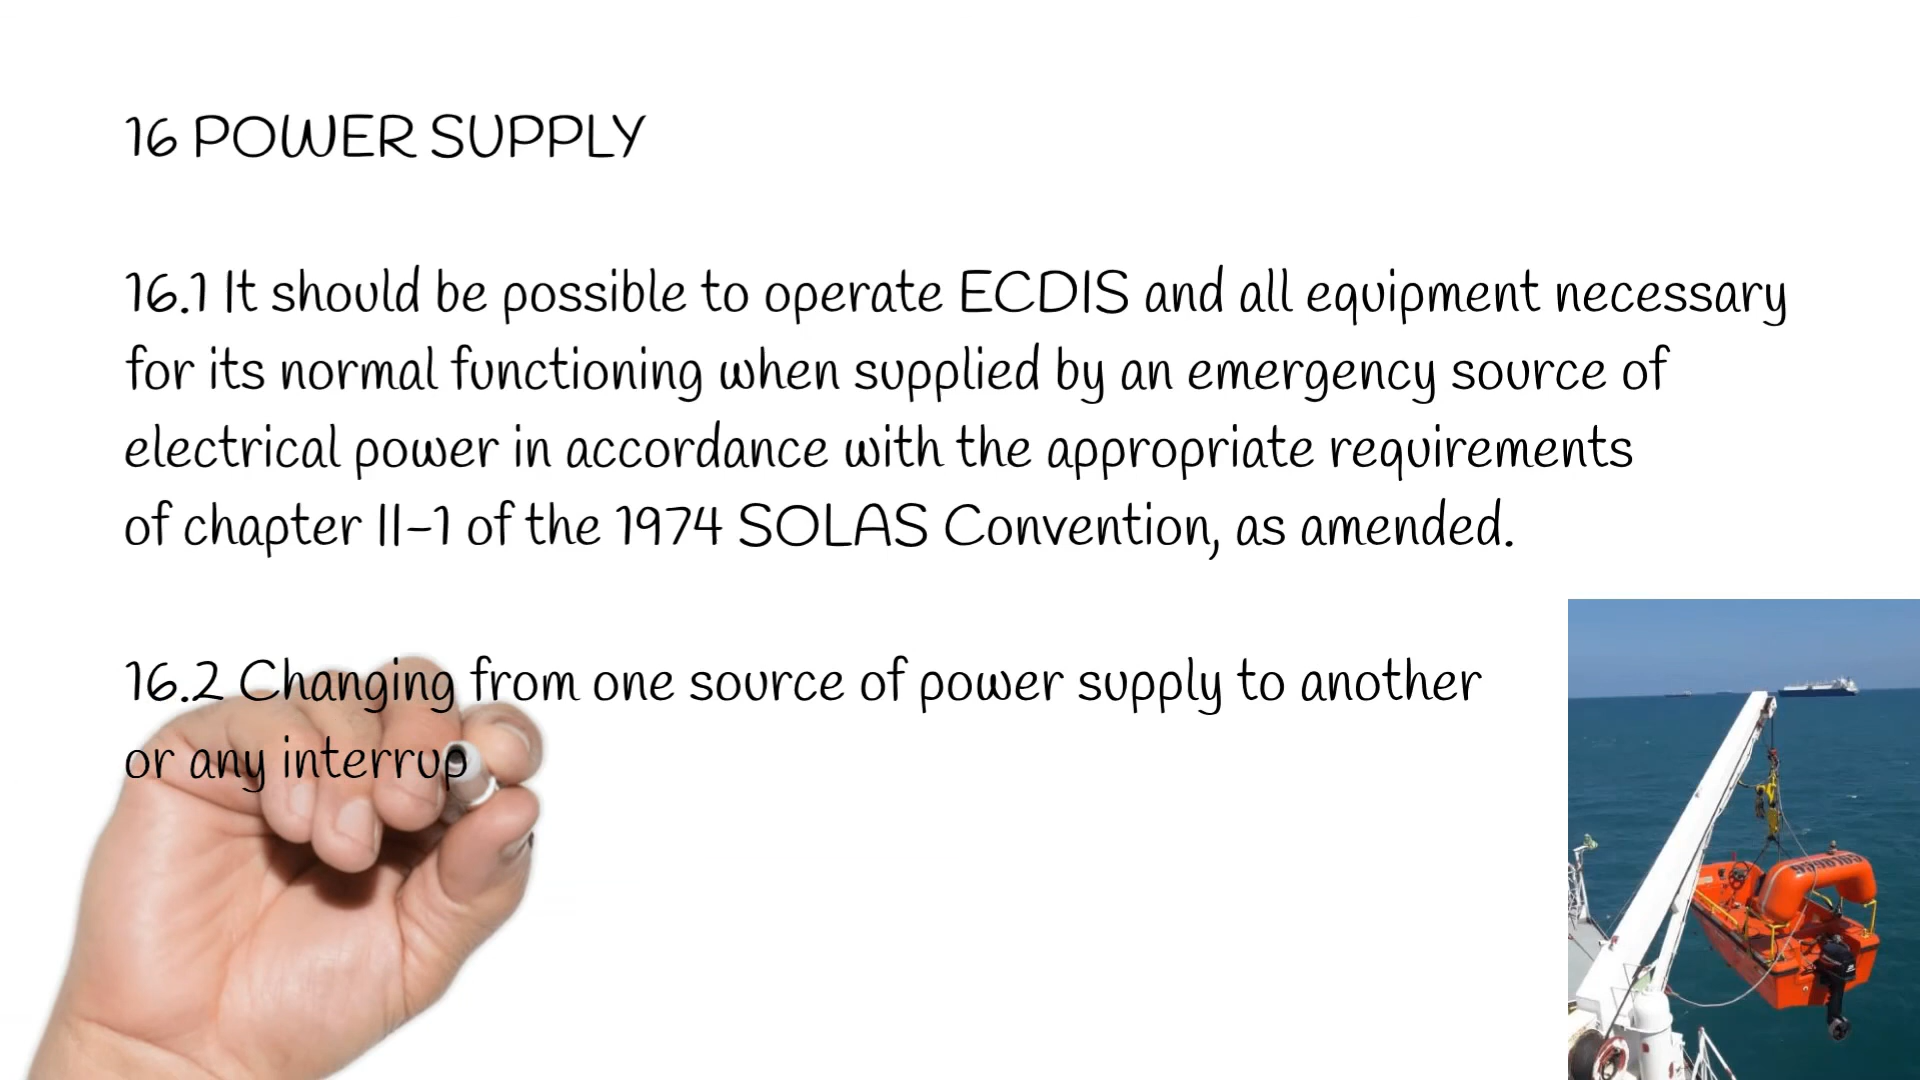 16 POWER SUPPLY
16.1 It should be possible to operate ECDIS and all equipment necessary
for its normal functioning when supplied by an emergency source of
electrical power in accordance with the appropriate requirements
of chapter II-1 of the 1974 SOLAS Convention, as amended.
16.2 Changing from one source of power supply to another
or any interrup